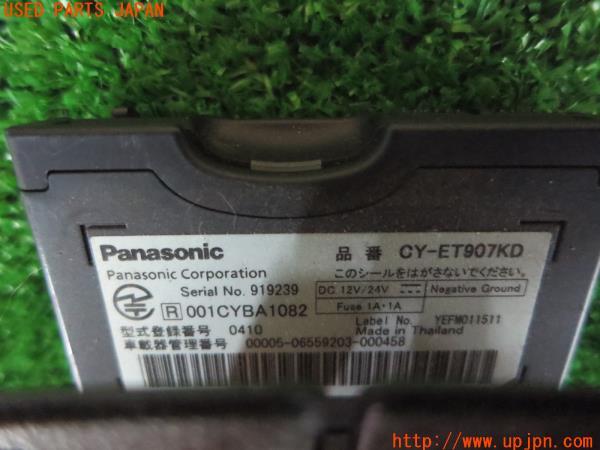 USED PARTS JAPAN
Panasonic 品番 CY-ET907KD
Panasonic Corporation このシールをはがさないでください。
Serial No. 919239 DC 12V/24V Negative Ground
R 001CYBA1082 Fuse 1A・1A
型式登録番号 0410 Label No. YEFM011511
Made in Thailand
車載器管理番号 00005-06559203-000458
http://www.upjpn.com/